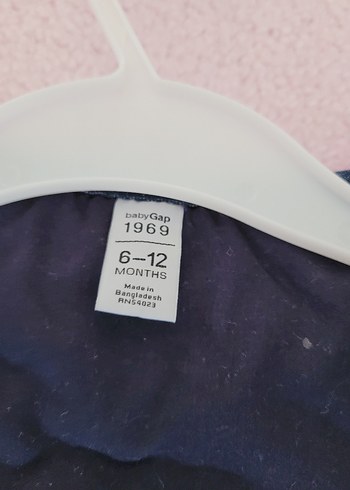 babyGap
1969
6–12
MONTHS
Made in
Bangladesh
RN54023